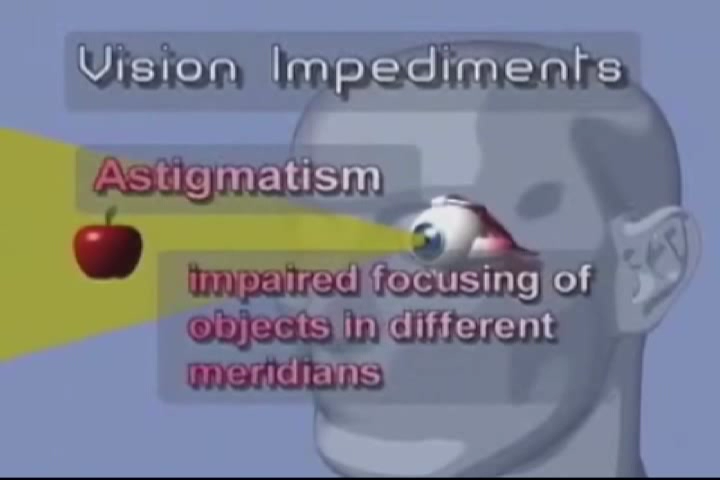 Vision Impediments
Astigmatism
impaired focusing of
objects in different
meridians